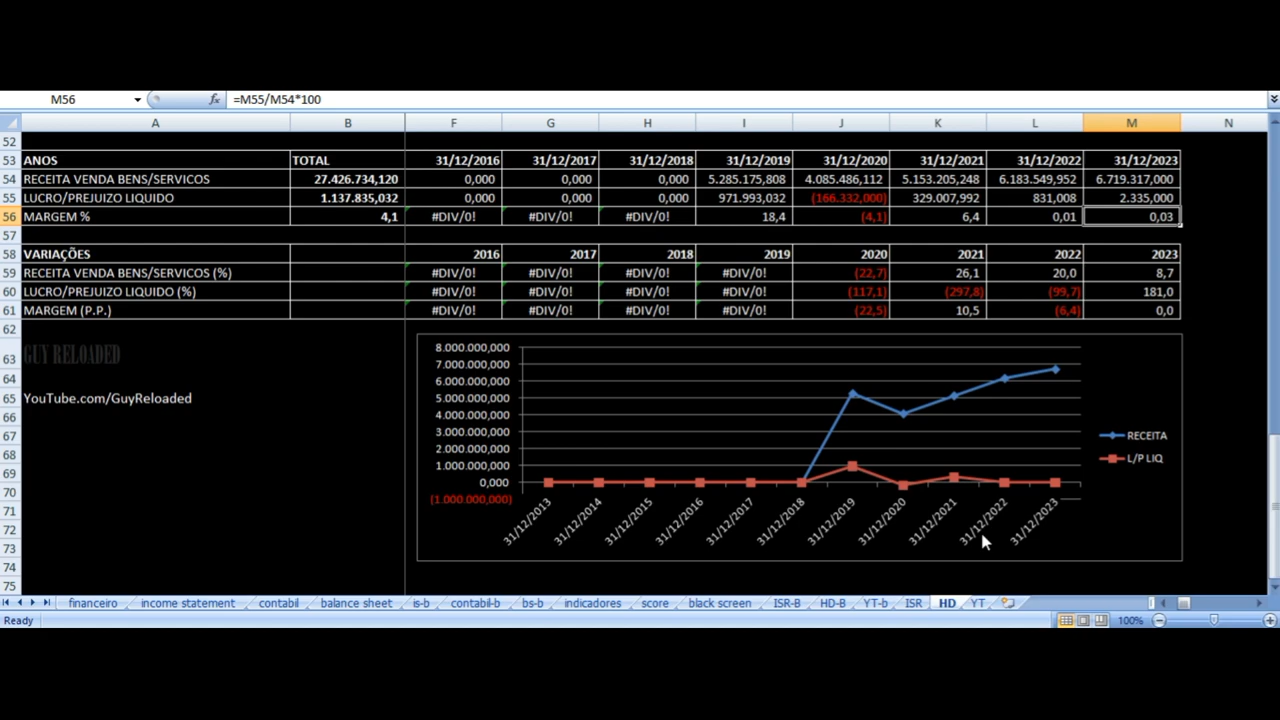 M56 fx =M55/M54*100
A B F G H I J K L M N
52
53 ANOS TOTAL 31/12/2016 31/12/2017 31/12/2018 31/12/2019 31/12/2020 31/12/2021 31/12/2022 31/12/2023
54 RECEITA VENDA BENS/SERVICOS 27.426.734,120 0,000 0,000 0,000 5.285.175,808 4.085.486,112 5.153.205,248 6.183.549,952 6.719.317,000
55 LUCRO/PREJUIZO LIQUIDO 1.137.835,032 0,000 0,000 0,000 971.993,032 (166.332,000) 329.007,992 831,008 2.335,000
56 MARGEM % 4,1 #DIV/0! #DIV/0! #DIV/0! 18,4 (4,1) 6,4 0,01 0,03
57
58 VARIAÇÕES 2016 2017 2018 2019 2020 2021 2022 2023
59 RECEITA VENDA BENS/SERVICOS (%) #DIV/0! #DIV/0! #DIV/0! #DIV/0! (22,7) 26,1 20,0 8,7
60 LUCRO/PREJUIZO LIQUIDO (%) #DIV/0! #DIV/0! #DIV/0! #DIV/0! (117,1) (297,8) (99,7) 181,0
61 MARGEM (P.P.) #DIV/0! #DIV/0! #DIV/0! #DIV/0! (22,5) 10,5 (6,4) 0,0
62
63 GUY RELOADED
64
65 YouTube.com/GuyReloaded
66
67
68
69
70
71
72
73
74
75
8.000.000,000
7.000.000,000
6.000.000,000
5.000.000,000
4.000.000,000
3.000.000,000
2.000.000,000
1.000.000,000
0,000
(1.000.000,000)
31/12/2013 31/12/2014 31/12/2015 31/12/2016 31/12/2017 31/12/2018 31/12/2019 31/12/2020 31/12/2021 31/12/2022 31/12/2023
RECEITA
L/P LIQ
financeiro income statement contabil balance sheet is-b contabil-b bs-b indicadores score black screen ISR-B HD-B YT-b ISR HD YT
Ready 100%